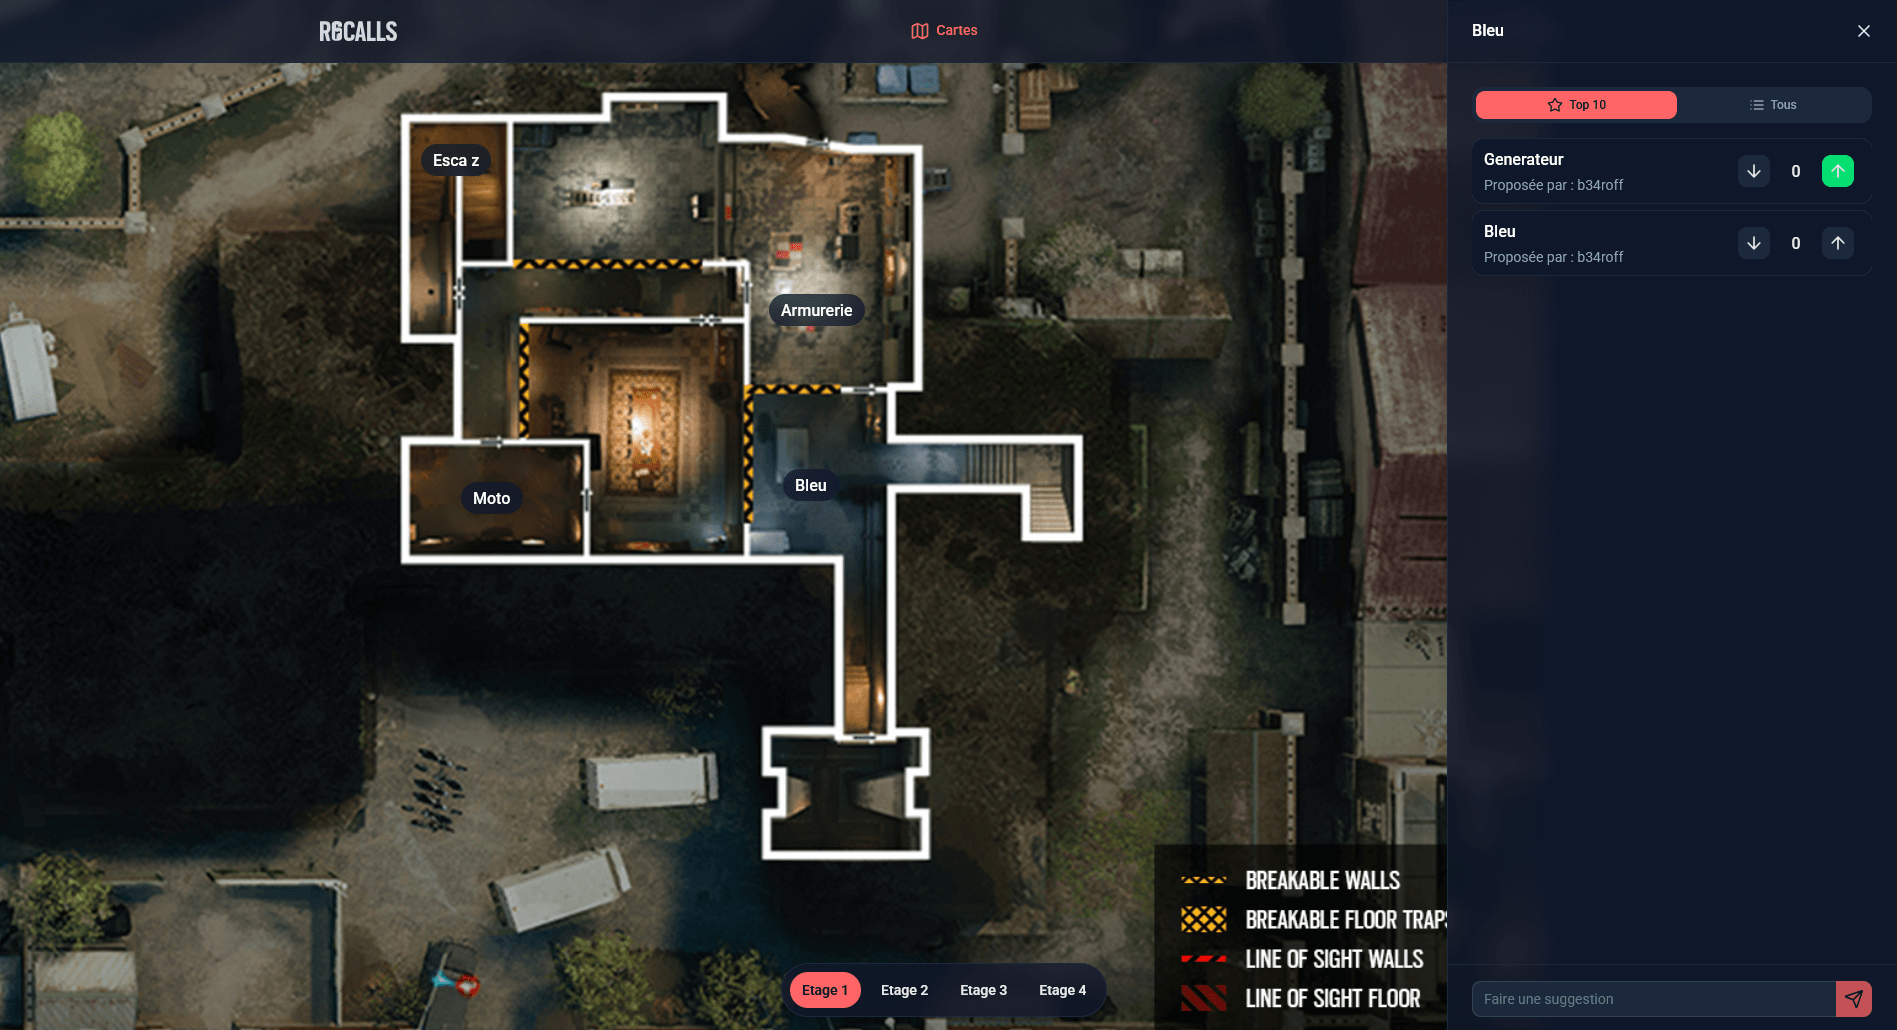 R6CALLS
Cartes
Bleu
Top 10
Tous
Generateur
Proposée par : b34roff
0
Bleu
Proposée par : b34roff
0
Esca z
Armurerie
Moto
Bleu
BREAKABLE WALLS
BREAKABLE FLOOR TRAPS
LINE OF SIGHT WALLS
LINE OF SIGHT FLOOR
Etage 1
Etage 2
Etage 3
Etage 4
Faire une suggestion